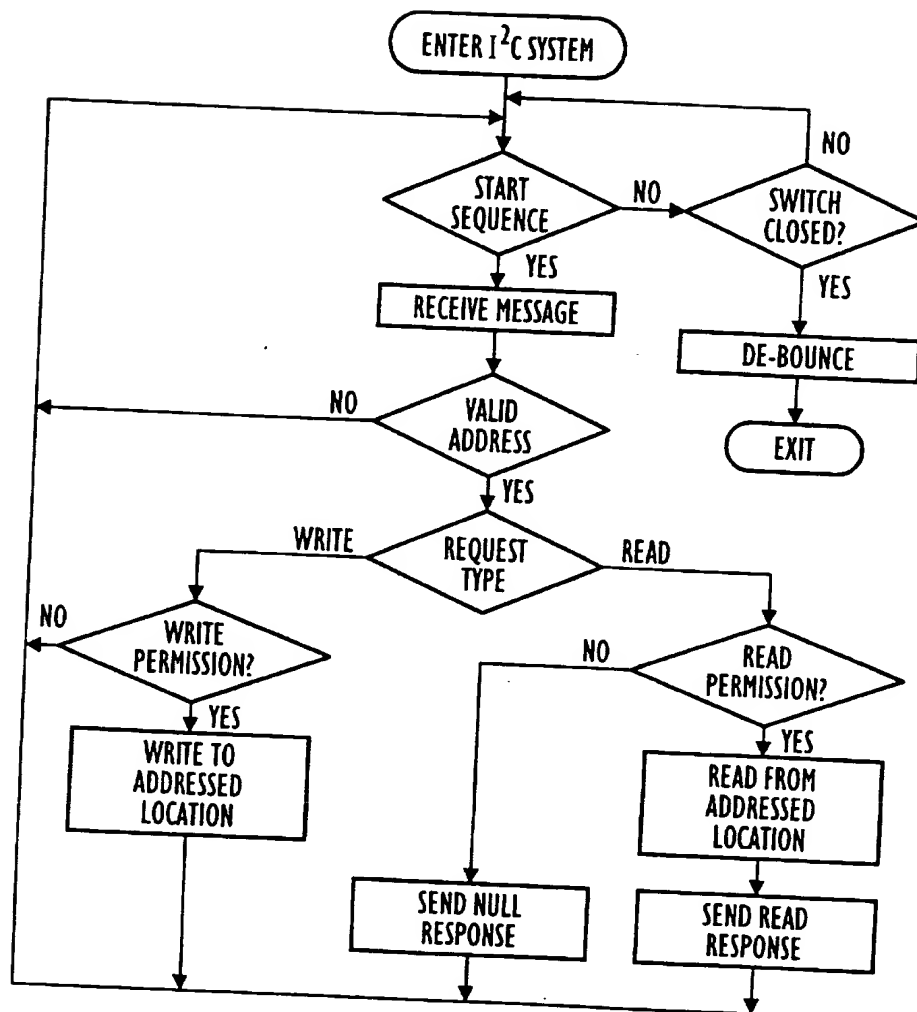 ENTER I²C SYSTEM
NO
START
SEQUENCE
NO
SWITCH
CLOSED?
YES
YES
RECEIVE MESSAGE
DE-BOUNCE
NO
VALID
ADDRESS
EXIT
YES
WRITE
REQUEST
TYPE
READ
NO
WRITE
PERMISSION?
NO
READ
PERMISSION?
YES
YES
WRITE TO
ADDRESSED
LOCATION
READ FROM
ADDRESSED
LOCATION
SEND NULL
RESPONSE
SEND READ
RESPONSE